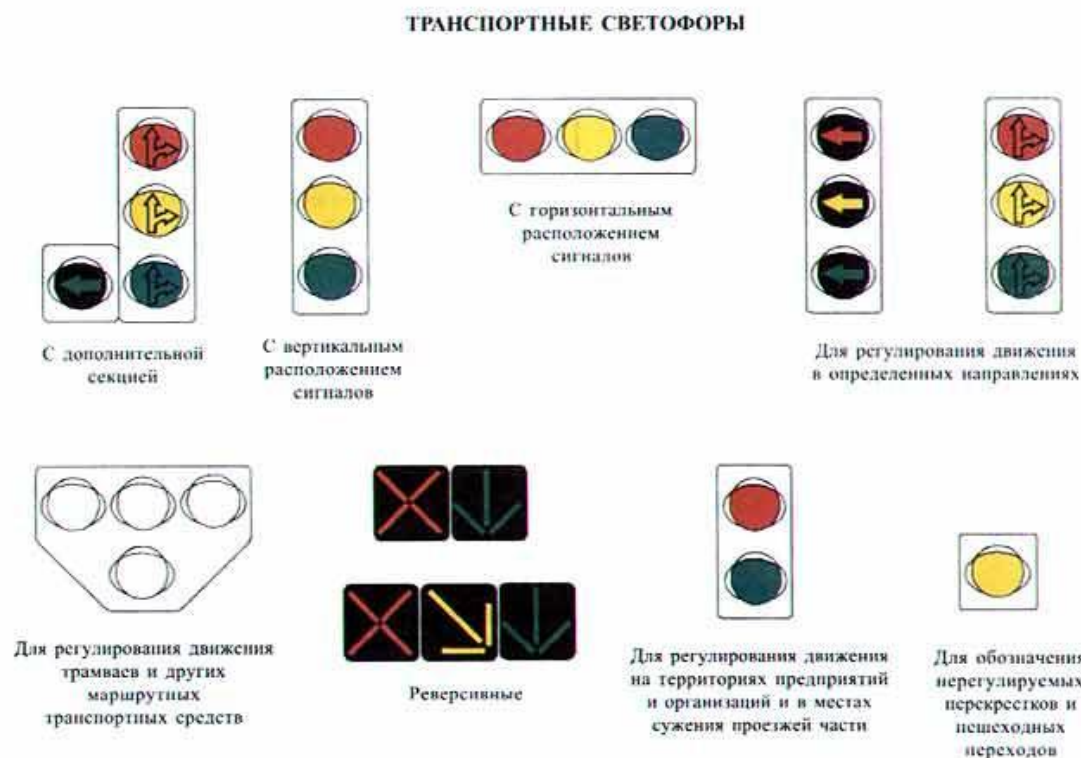 ТРАНСПОРТНЫЕ СВЕТОФОРЫ
С дополнительной
секцией
С вертикальным
расположением
сигналов
С горизонтальным
расположением
сигналов
Для регулирования движения
в определенных направлениях
Для регулирования движения
трамваев и других
маршрутных
транспортных средств
Реверсивные
Для регулирования движения
на территориях предприятий
и организаций и в местах
сужения проезжей части
Для обозначения
нерегулируемых
перекрестков и
пешеходных
переходов